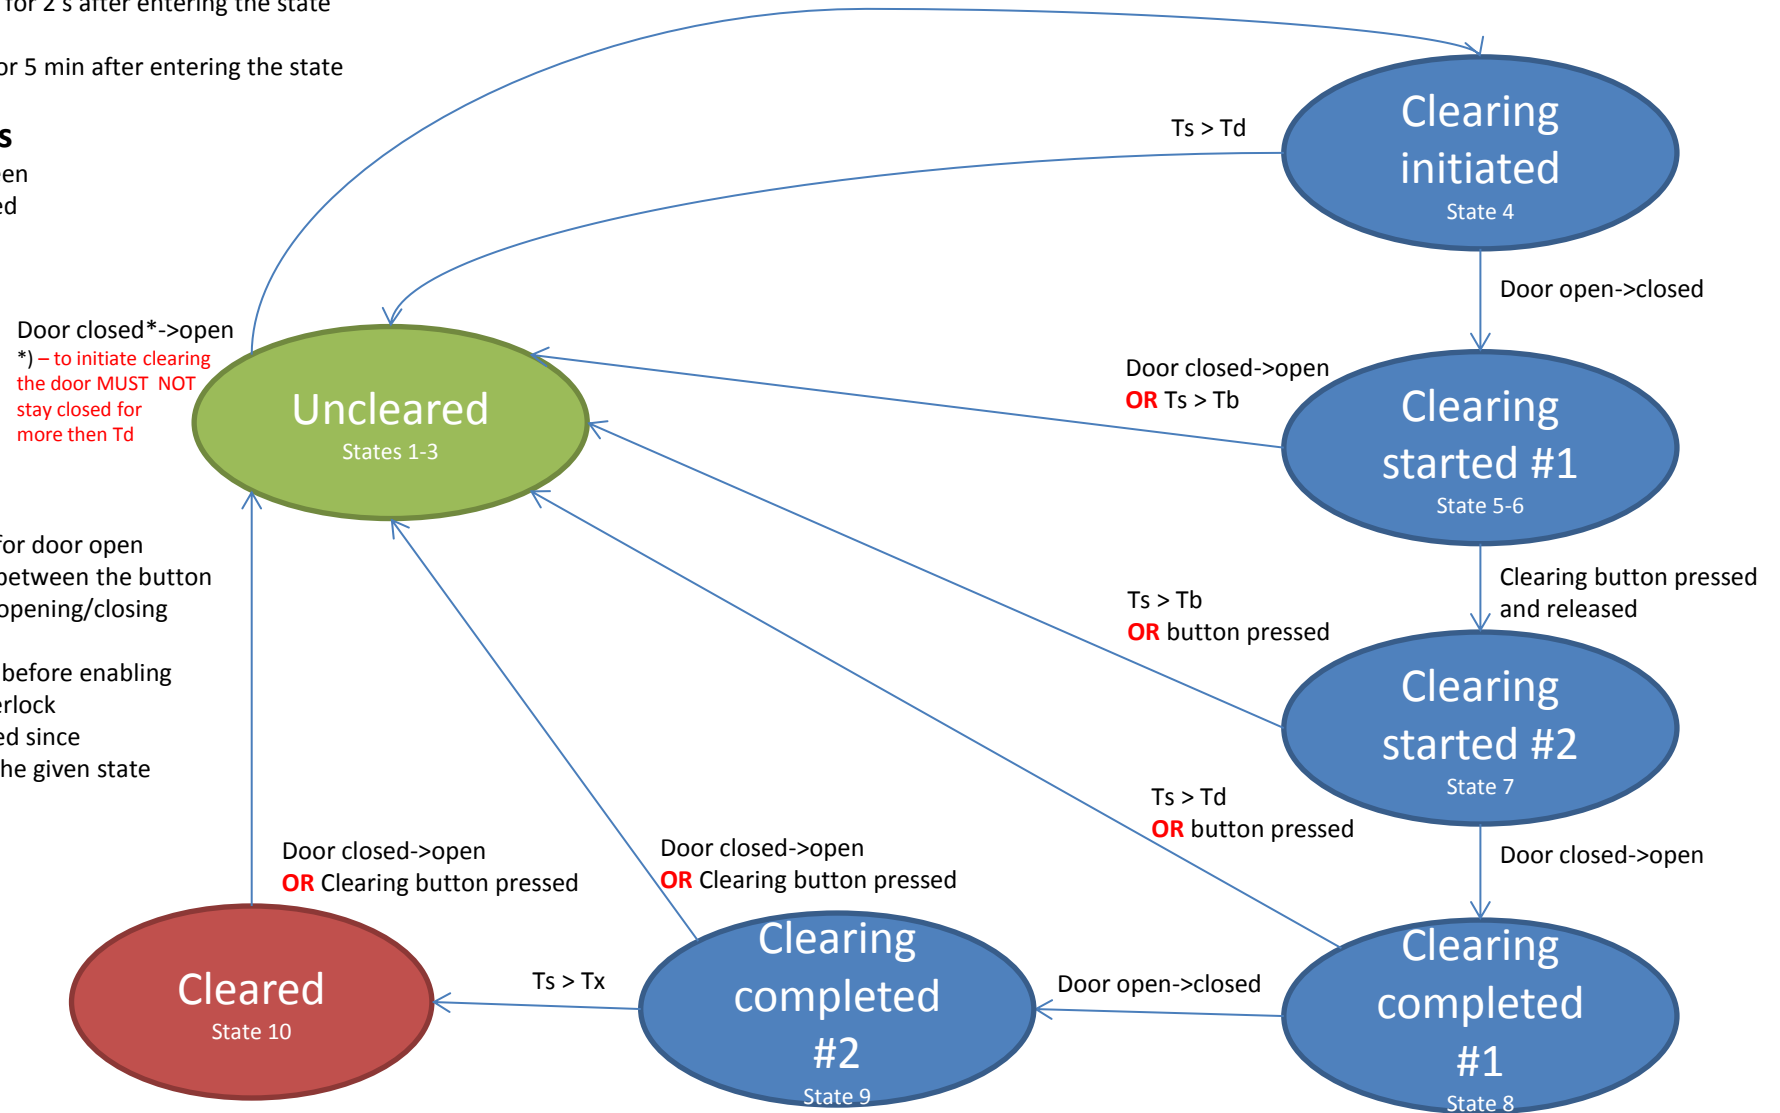 for 2 s after entering the state
or 5 min after entering the state
s
een
ed
Ts > Td
Clearing
initiated
State 4
Door open->closed
Door closed*->open
*) – to initiate clearing
the door MUST NOT
stay closed for
more then Td
Uncleared
States 1-3
Door closed->open
OR Ts > Tb
Clearing
started #1
State 5-6
for door open
between the button
opening/closing
before enabling
erlock
ed since
he given state
Clearing button pressed
and released
Ts > Tb
OR button pressed
Clearing
started #2
State 7
Ts > Td
OR button pressed
Door closed->open
Door closed->open
OR Clearing button pressed
Door closed->open
OR Clearing button pressed
Cleared
State 10
Ts > Tx
Clearing
completed
#2
State 9
Door open->closed
Clearing
completed
#1
State 8